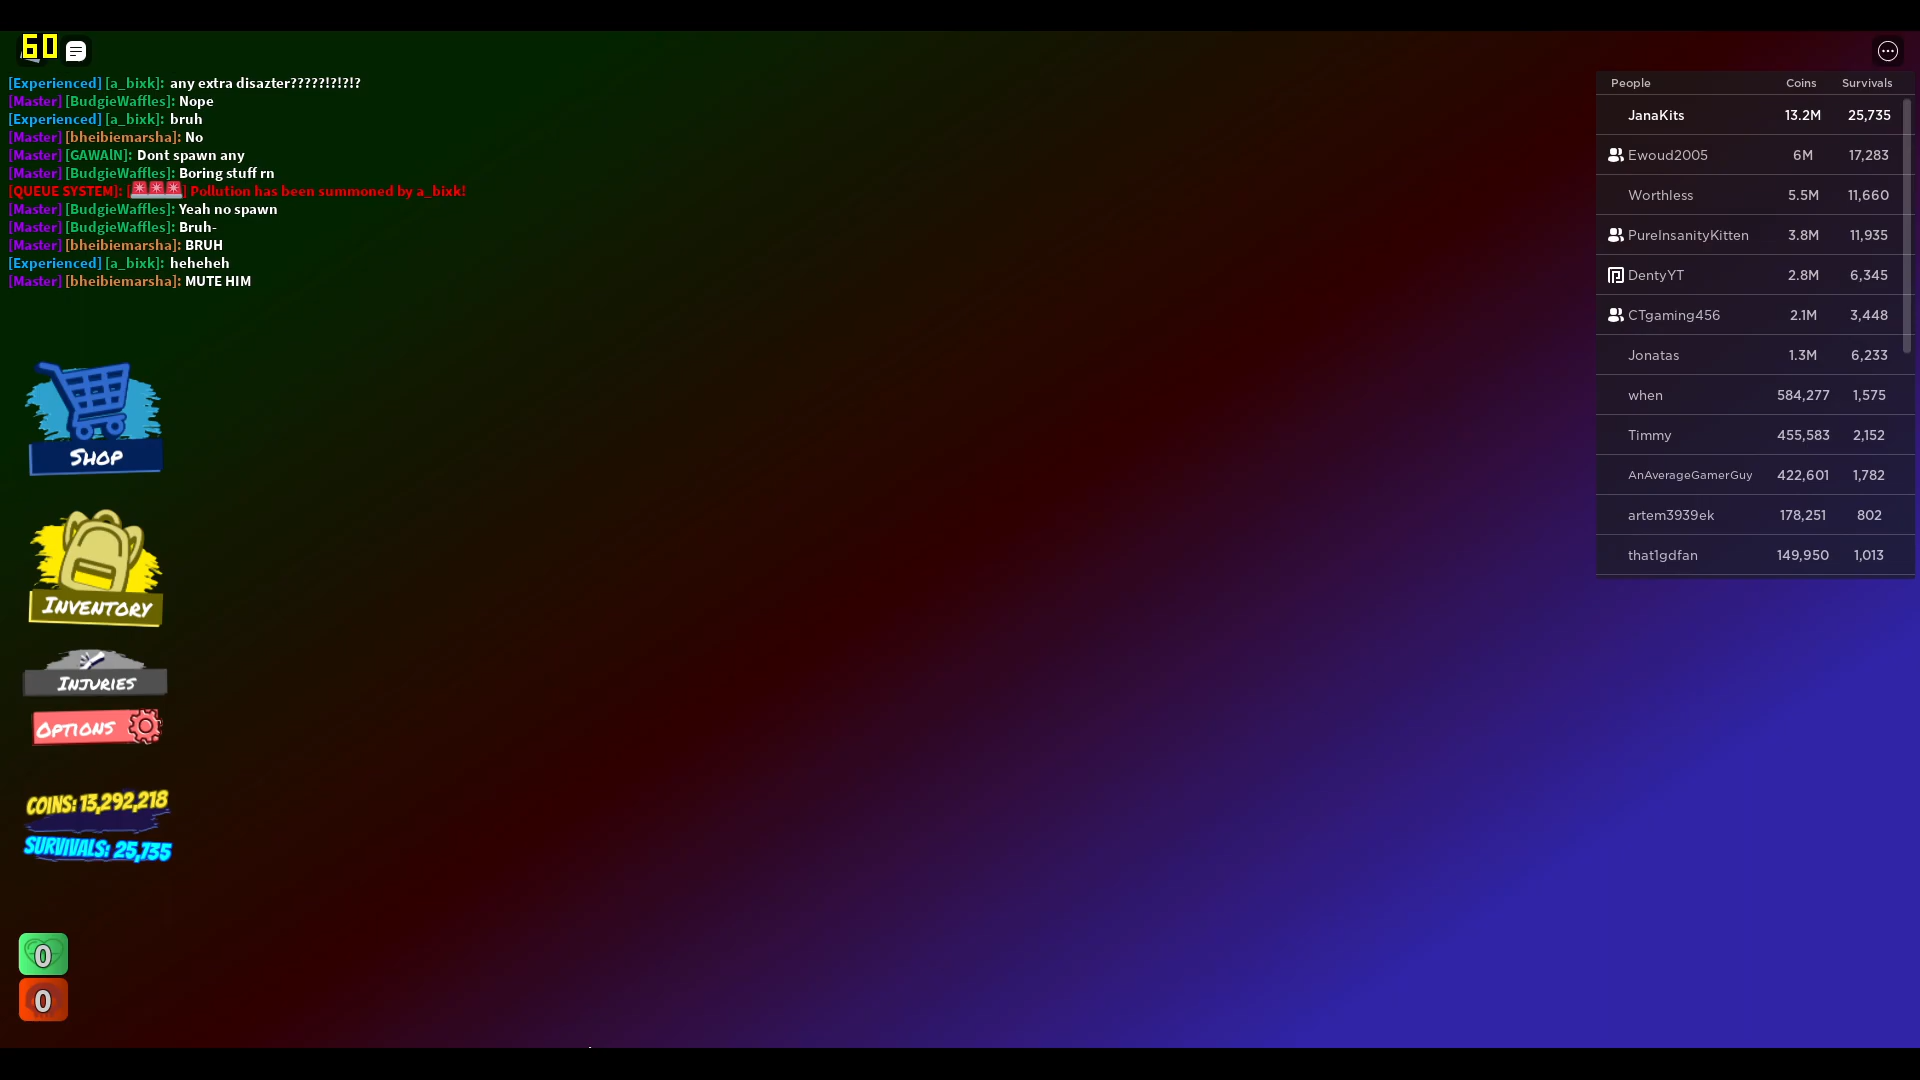 60
[Experienced] [a_bixk]: any extra disazter?????!?!?!?
[Master] [BudgieWaffles]: Nope
[Experienced] [a_bixk]: bruh
[Master] [bheibiemarsha]: No
[Master] [GAWAlN]: Dont spawn any
[Master] [BudgieWaffles]: Boring stuff rn
[QUEUE SYSTEM]: [🚨🚨🚨] Pollution has been summoned by a_bixk!
[Master] [BudgieWaffles]: Yeah no spawn
[Master] [BudgieWaffles]: Bruh-
[Master] [bheibiemarsha]: BRUH
[Experienced] [a_bixk]: heheheh
[Master] [bheibiemarsha]: MUTE HIM
SHOP
INVENTORY
INJURIES
OPTIONS
COINS: 13,292,218
SURVIVALS: 25,735
0
0
People Coins Survivals
JanaKits 13.2M 25,735
Ewoud2005 6M 17,283
Worthless 5.5M 11,660
PureInsanityKitten 3.8M 11,935
DentyYT 2.8M 6,345
CTgaming456 2.1M 3,448
Jonatas 1.3M 6,233
when 584,277 1,575
Timmy 455,583 2,152
AnAverageGamerGuy 422,601 1,782
artem3939ek 178,251 802
that1gdfan 149,950 1,013